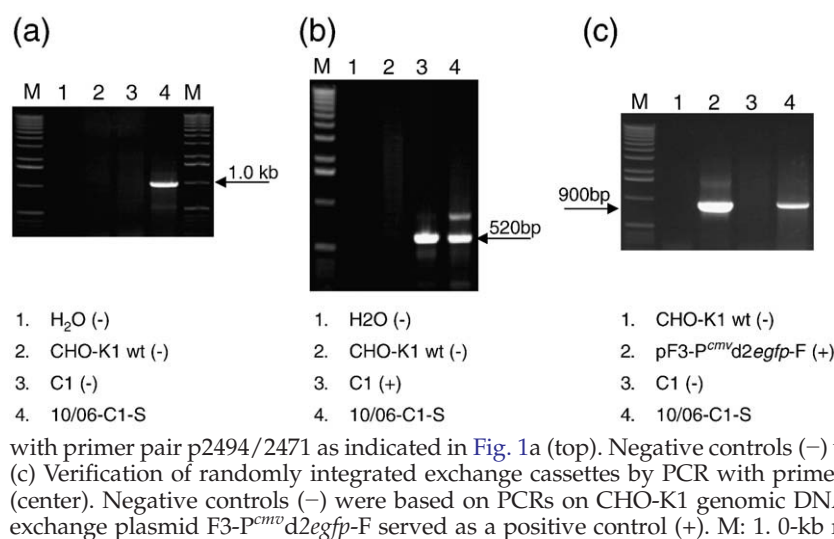 (a)
(b)
(c)
M 1 2 3 4 M
M 1 2 3 4
M 1 2 3 4
1.0 kb
520bp
900bp
1. H₂O (-)
2. CHO-K1 wt (-)
3. C1 (-)
4. 10/06-C1-S
1. H2O (-)
2. CHO-K1 wt (-)
3. C1 (+)
4. 10/06-C1-S
1. CHO-K1 wt (-)
2. pF3-Pᶜᵐᵛd2egfp-F (+)
3. C1 (-)
4. 10/06-C1-S
with primer pair p2494/2471 as indicated in Fig. 1a (top). Negative controls (−)
(c) Verification of randomly integrated exchange cassettes by PCR with prime
(center). Negative controls (−) were based on PCRs on CHO-K1 genomic DN
exchange plasmid F3-Pᶜᵐᵛd2egfp-F served as a positive control (+). M: 1. 0-kb